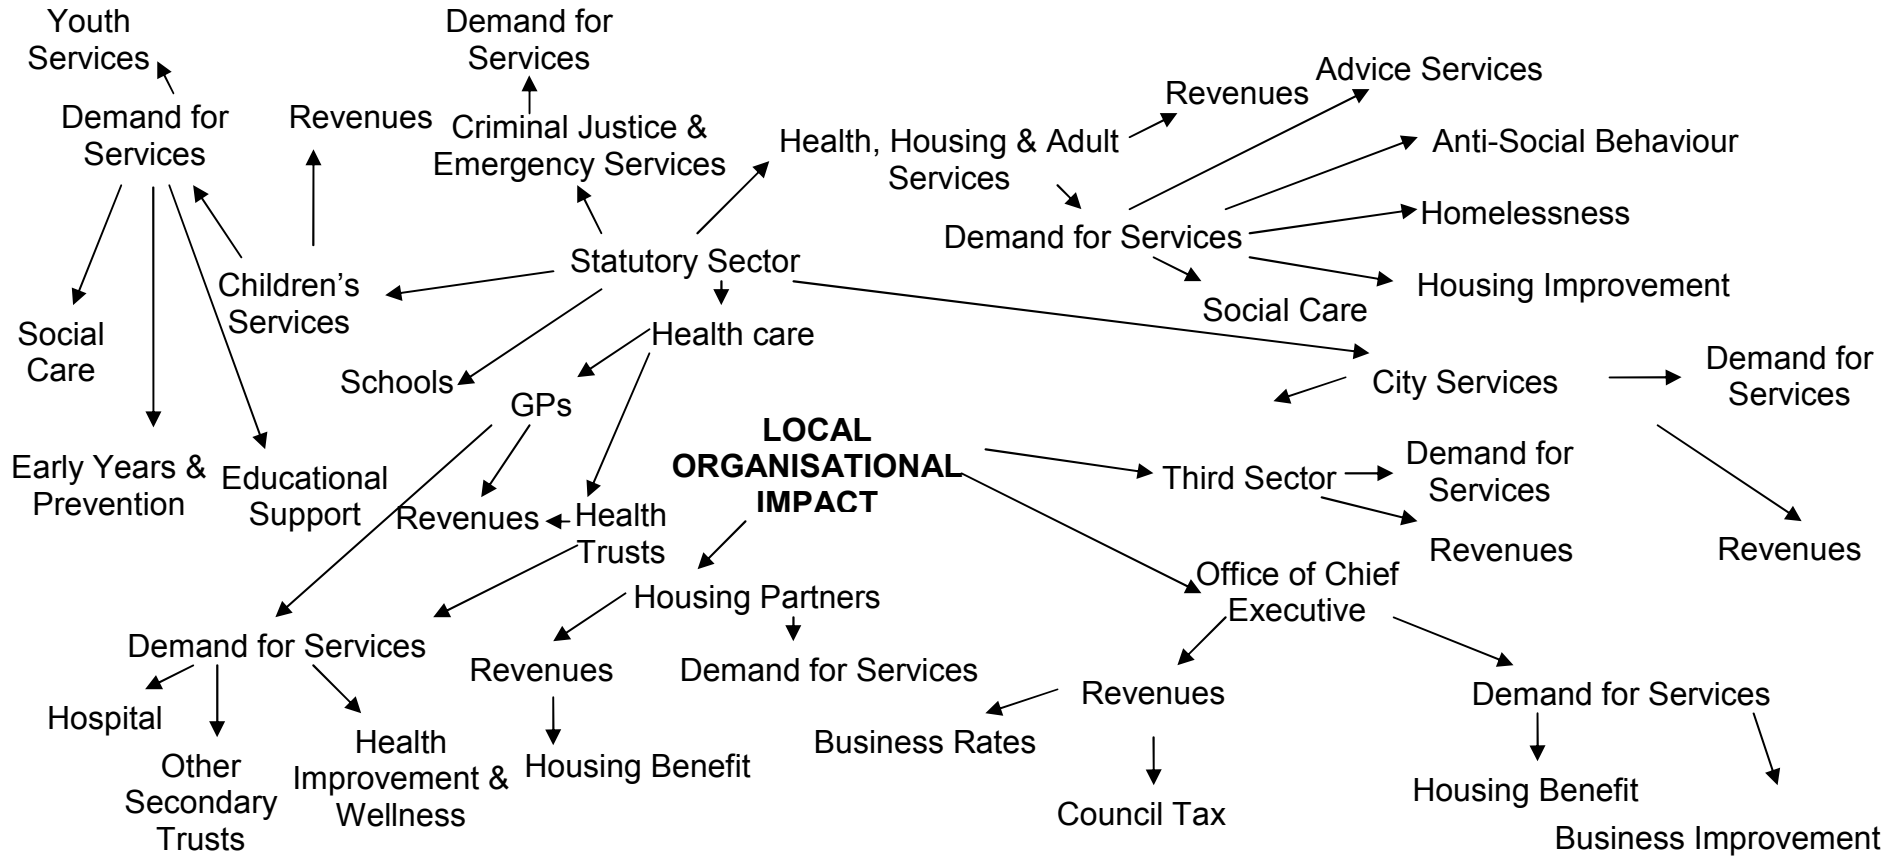 Youth
Services
Demand for
Services
Advice Services
Revenues
Demand for
Services
Revenues
Criminal Justice &
Emergency Services
Health, Housing & Adult
Services
Anti-Social Behaviour
Homelessness
Demand for Services
Statutory Sector
Children's
Services
Housing Improvement
Social Care
Social
Care
Health care
Schools
GPs
City Services
Demand for
Services
LOCAL
ORGANISATIONAL
IMPACT
Early Years &
Prevention
Educational
Support
Third Sector
Demand for
Services
Revenues
Health
Trusts
Revenues
Revenues
Office of Chief
Executive
Housing Partners
Demand for Services
Revenues
Demand for Services
Revenues
Demand for Services
Hospital
Other
Secondary
Trusts
Health
Improvement &
Wellness
Housing Benefit
Business Rates
Council Tax
Housing Benefit
Business Improvement